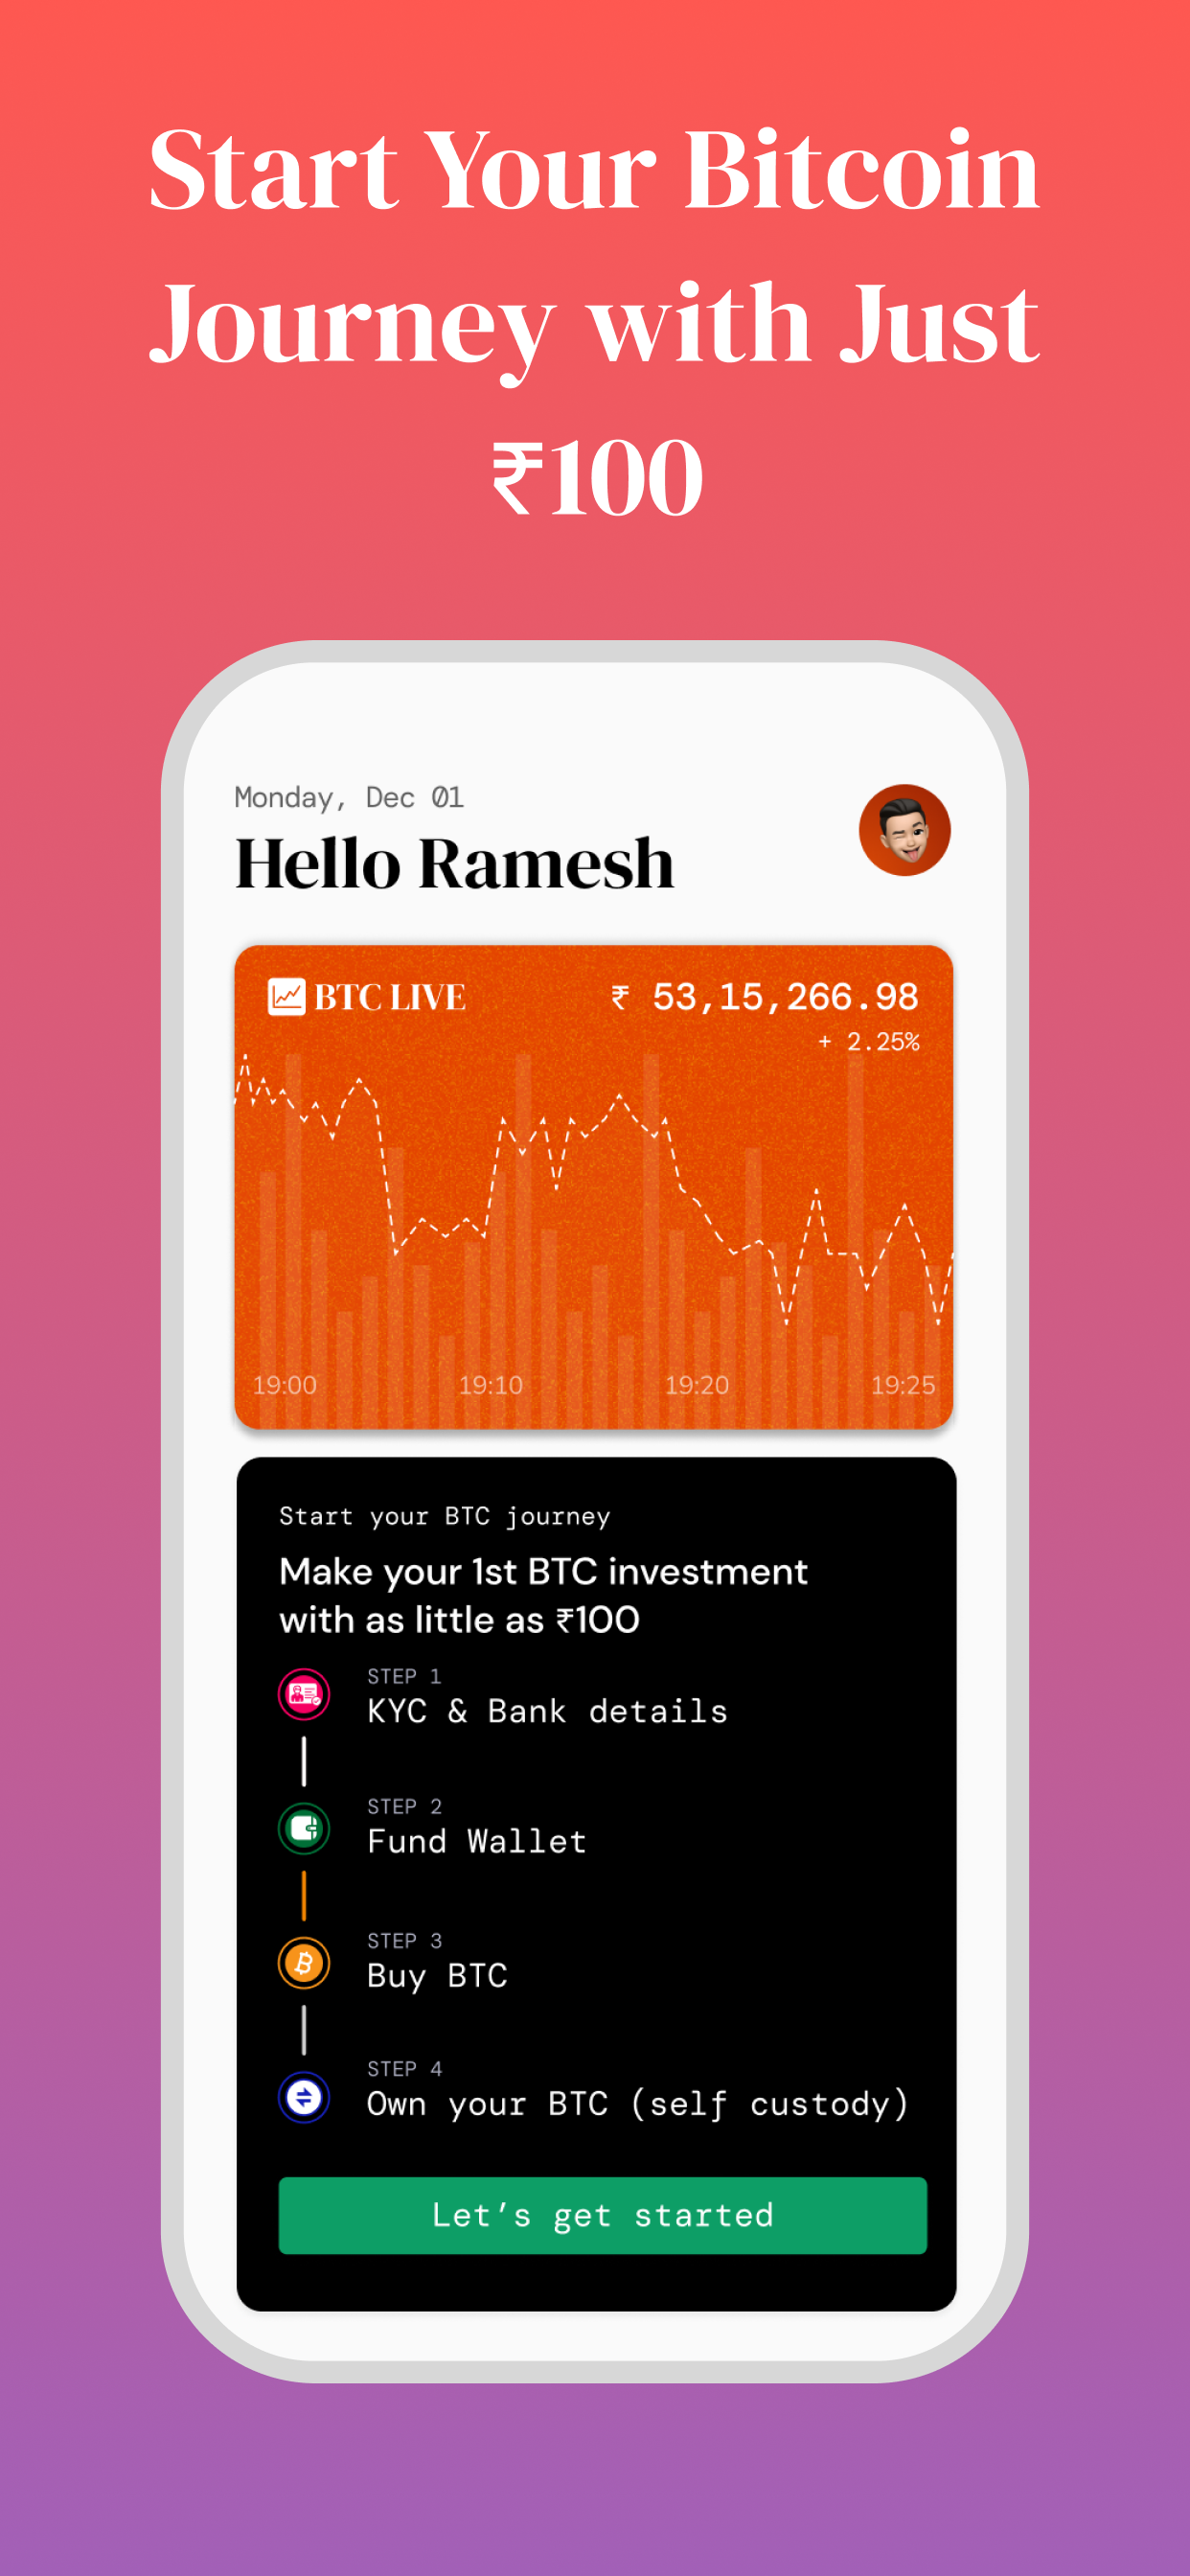 Start Your Bitcoin
Journey with Just
₹100
Monday, Dec 01
Hello Ramesh
BTC LIVE
₹ 53,15,266.98
+ 2.25%
19:00 19:10 19:20 19:25
Start your BTC journey
Make your 1st BTC investment
with as little as ₹100
STEP 1
KYC & Bank details
STEP 2
Fund Wallet
STEP 3
Buy BTC
STEP 4
Own your BTC (self custody)
Let’s get started